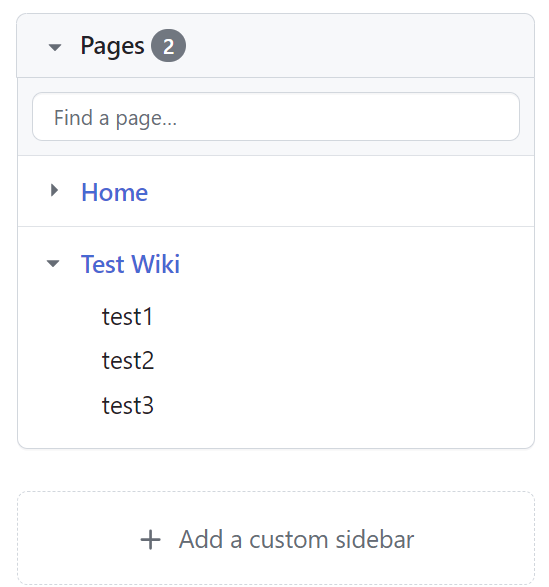 Pages 2
Find a page...
Home
Test Wiki
test1
test2
test3
Add a custom sidebar